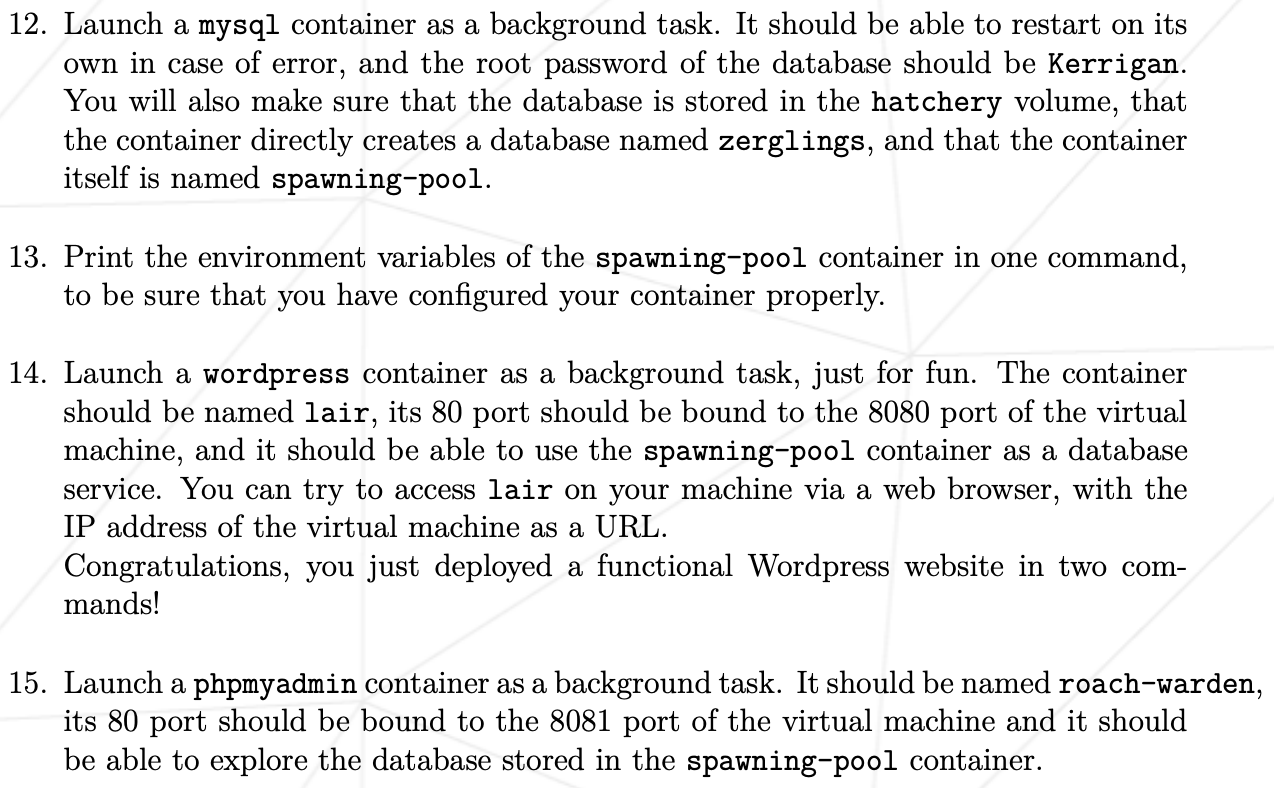 12. Launch a mysql container as a background task. It should be able to restart on its
own in case of error, and the root password of the database should be Kerrigan.
You will also make sure that the database is stored in the hatchery volume, that
the container directly creates a database named zerglings, and that the container
itself is named spawning-pool.
13. Print the environment variables of the spawning-pool container in one command,
to be sure that you have configured your container properly.
14. Launch a wordpress container as a background task, just for fun. The container
should be named lair, its 80 port should be bound to the 8080 port of the virtual
machine, and it should be able to use the spawning-pool container as a database
service. You can try to access lair on your machine via a web browser, with the
IP address of the virtual machine as a URL.
Congratulations, you just deployed a functional Wordpress website in two com-
mands!
15. Launch a phpmyadmin container as a background task. It should be named roach-warden,
its 80 port should be bound to the 8081 port of the virtual machine and it should
be able to explore the database stored in the spawning-pool container.